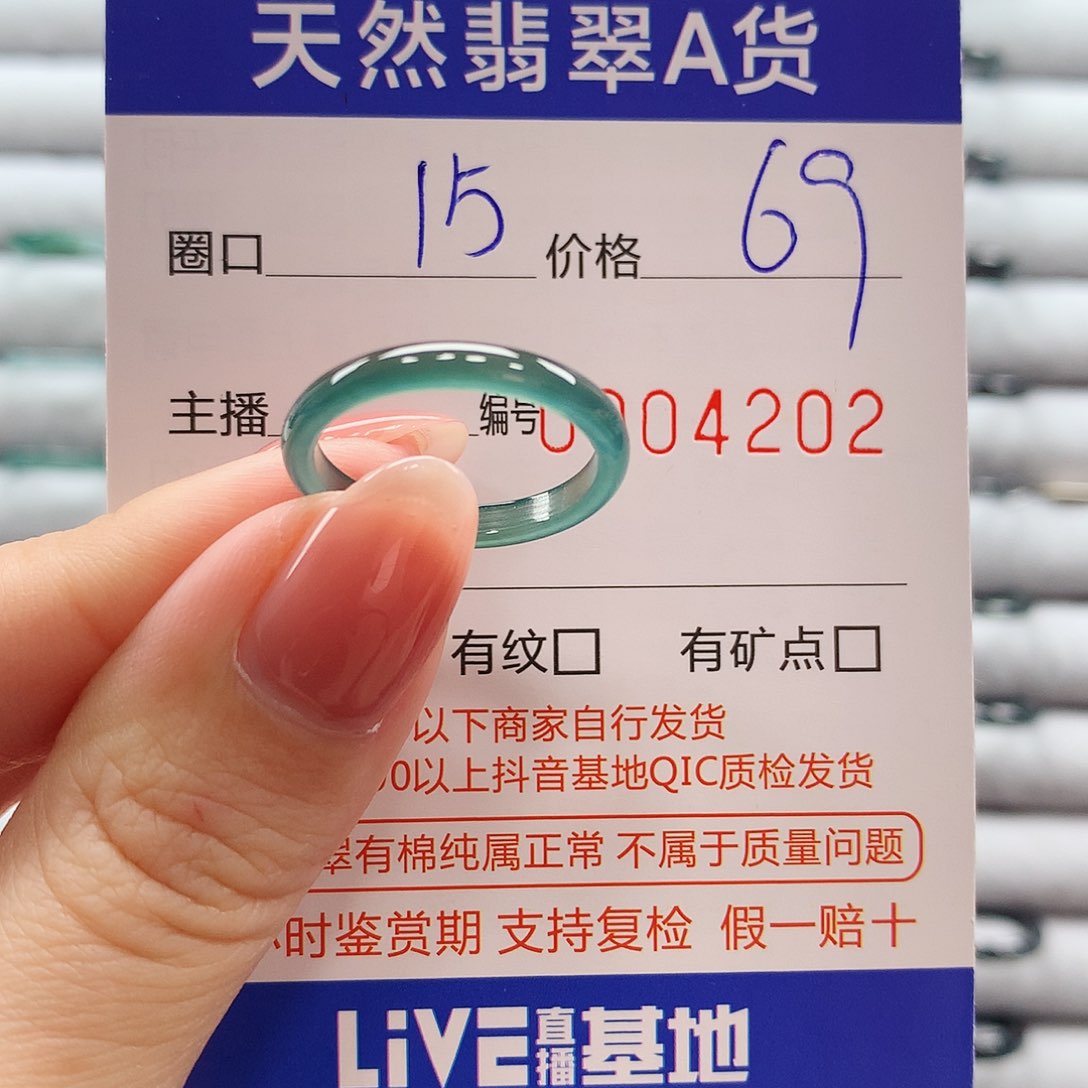 天然翡翠A货
圈口 15 价格 69
主播 编号 0004202
有纹□ 有矿点□
以下商家自行发货
0以上抖音基地QIC质检发货
翠有棉纯属正常 不属于质量问题
小时鉴赏期 支持复检 假一赔十
LiVE直播基地